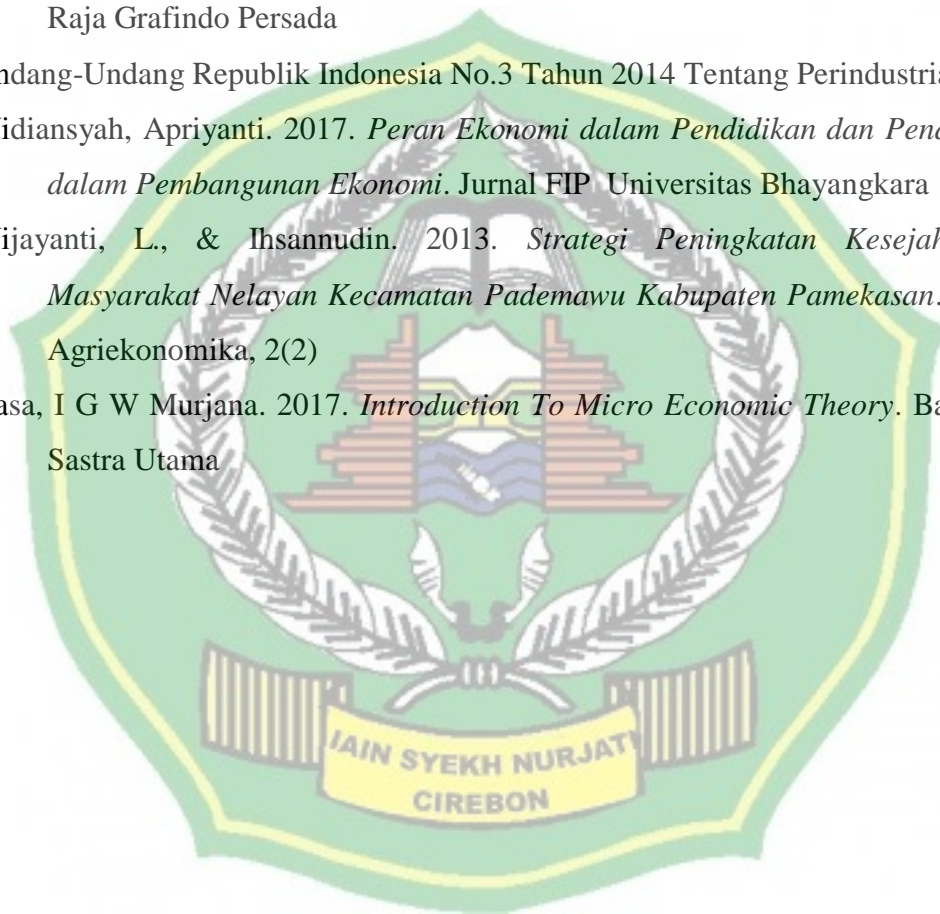 Raja Grafindo Persada
ndang-Undang Republik Indonesia No.3 Tahun 2014 Tentang Perindustria
idiansyah, Apriyanti. 2017. Peran Ekonomi dalam Pendidikan dan Pend
dalam Pembangunan Ekonomi. Jurnal FIP Universitas Bhayangkara
ijayanti, L., & Ihsannudin. 2013. Strategi Peningkatan Kesejah
Masyarakat Nelayan Kecamatan Pademawu Kabupaten Pamekasan.
Agriekonomika, 2(2)
asa, I G W Murjana. 2017. Introduction To Micro Economic Theory. Ba
Sastra Utama
IAIN SYEKH NURJATI
CIREBON